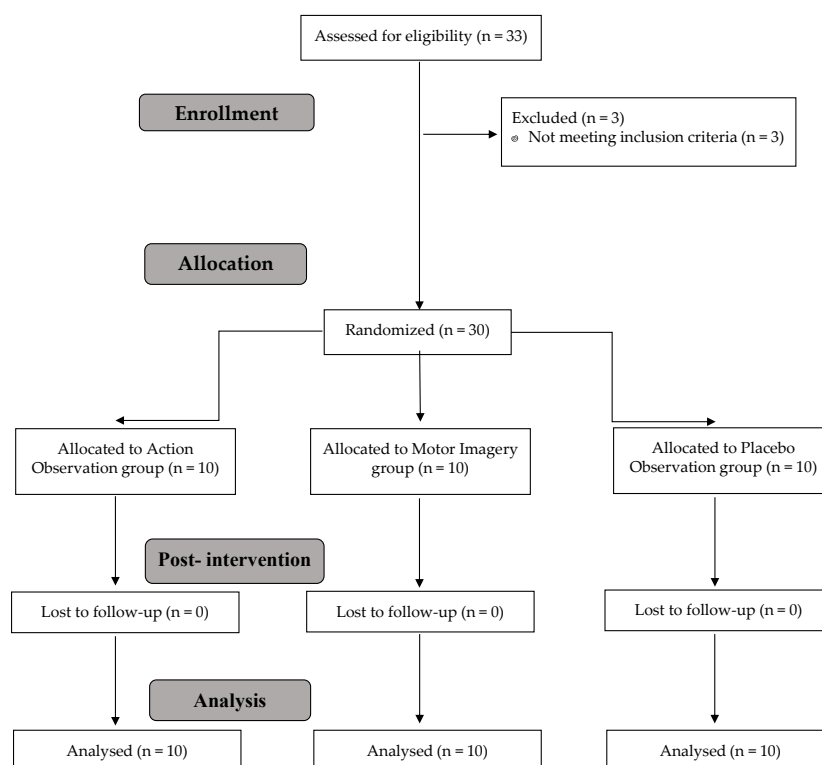 Assessed for eligibility (n = 33)
Enrollment
Excluded (n = 3)
Not meeting inclusion criteria (n = 3)
Allocation
Randomized (n = 30)
Allocated to Action
Observation group (n = 10)
Allocated to Motor Imagery
group (n = 10)
Allocated to Placebo
Observation group (n = 10)
Post- intervention
Lost to follow-up (n = 0)
Lost to follow-up (n = 0)
Lost to follow-up (n = 0)
Analysis
Analysed (n = 10)
Analysed (n = 10)
Analysed (n = 10)